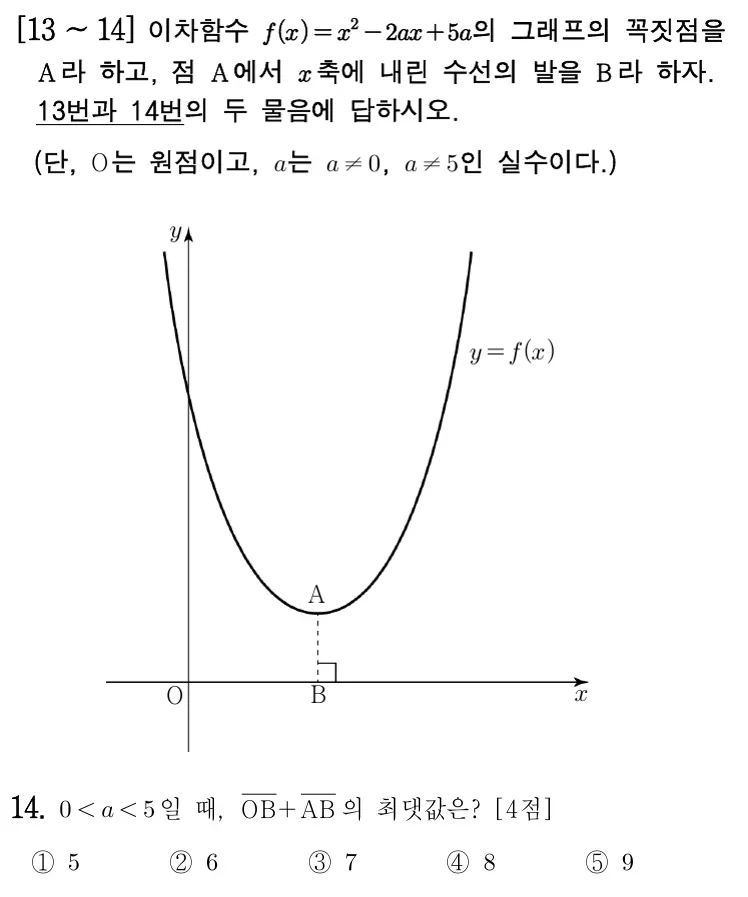 [13 ~ 14] 이차함수 f(x)=x²-2ax+5a의 그래프의 꼭짓점을
A라 하고, 점 A에서 x축에 내린 수선의 발을 B라 하자.
13번과 14번의 두 물음에 답하시오.
(단, O는 원점이고, a는 a≠0, a≠5인 실수이다.)
y
y=f(x)
A
O
B
x
14. 0<a<5일 때, O̅B̅+A̅B̅의 최댓값은? [4점]
① 5 ② 6 ③ 7 ④ 8 ⑤ 9